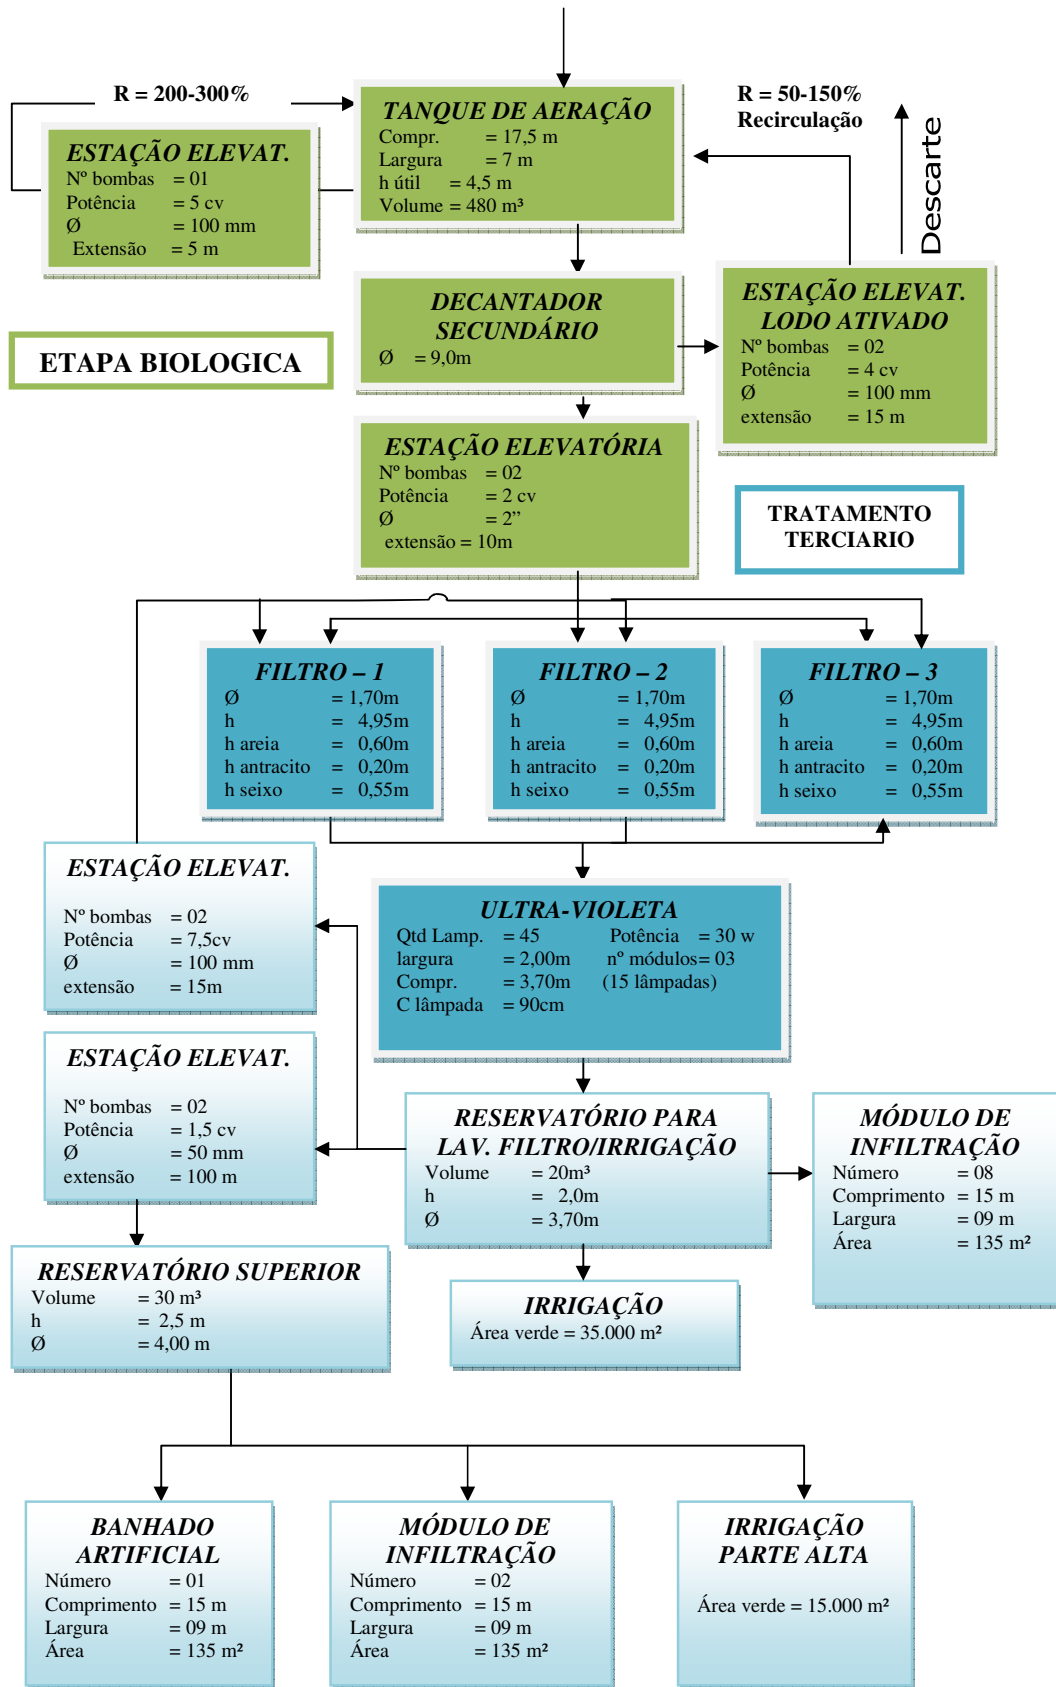 R = 200-300%
TANQUE DE AERAÇÃO
Compr. = 17,5 m
Largura = 7 m
h útil = 4,5 m
Volume = 480 m³
R = 50-150%
Recirculação
Descarte
ESTAÇÃO ELEVAT.
Nº bombas = 01
Potência = 5 cv
Ø = 100 mm
Extensão = 5 m
DECANTADOR
SECUNDÁRIO
Ø = 9,0m
ESTAÇÃO ELEVAT.
LODO ATIVADO
Nº bombas = 02
Potência = 4 cv
Ø = 100 mm
extensão = 15 m
ETAPA BIOLOGICA
ESTAÇÃO ELEVATÓRIA
Nº bombas = 02
Potência = 2 cv
Ø = 2”
extensão = 10m
TRATAMENTO
TERCIARIO
FILTRO – 1
Ø = 1,70m
h = 4,95m
h areia = 0,60m
h antracito = 0,20m
h seixo = 0,55m
FILTRO – 2
Ø = 1,70m
h = 4,95m
h areia = 0,60m
h antracito = 0,20m
h seixo = 0,55m
FILTRO – 3
Ø = 1,70m
h = 4,95m
h areia = 0,60m
h antracito = 0,20m
h seixo = 0,55m
ESTAÇÃO ELEVAT.
Nº bombas = 02
Potência = 7,5cv
Ø = 100 mm
extensão = 15m
ULTRA-VIOLETA
Qtd Lamp. = 45 Potência = 30 w
largura = 2,00m nº módulos= 03
Compr. = 3,70m (15 lâmpadas)
C lâmpada = 90cm
ESTAÇÃO ELEVAT.
Nº bombas = 02
Potência = 1,5 cv
Ø = 50 mm
extensão = 100 m
RESERVATÓRIO PARA
LAV. FILTRO/IRRIGAÇÃO
Volume = 20m³
h = 2,0m
Ø = 3,70m
MÓDULO DE
INFILTRAÇÃO
Número = 08
Comprimento = 15 m
Largura = 09 m
Área = 135 m²
RESERVATÓRIO SUPERIOR
Volume = 30 m³
h = 2,5 m
Ø = 4,00 m
IRRIGAÇÃO
Área verde = 35.000 m²
BANHADO
ARTIFICIAL
Número = 01
Comprimento = 15 m
Largura = 09 m
Área = 135 m²
MÓDULO DE
INFILTRAÇÃO
Número = 02
Comprimento = 15 m
Largura = 09 m
Área = 135 m²
IRRIGAÇÃO
PARTE ALTA
Área verde = 15.000 m²